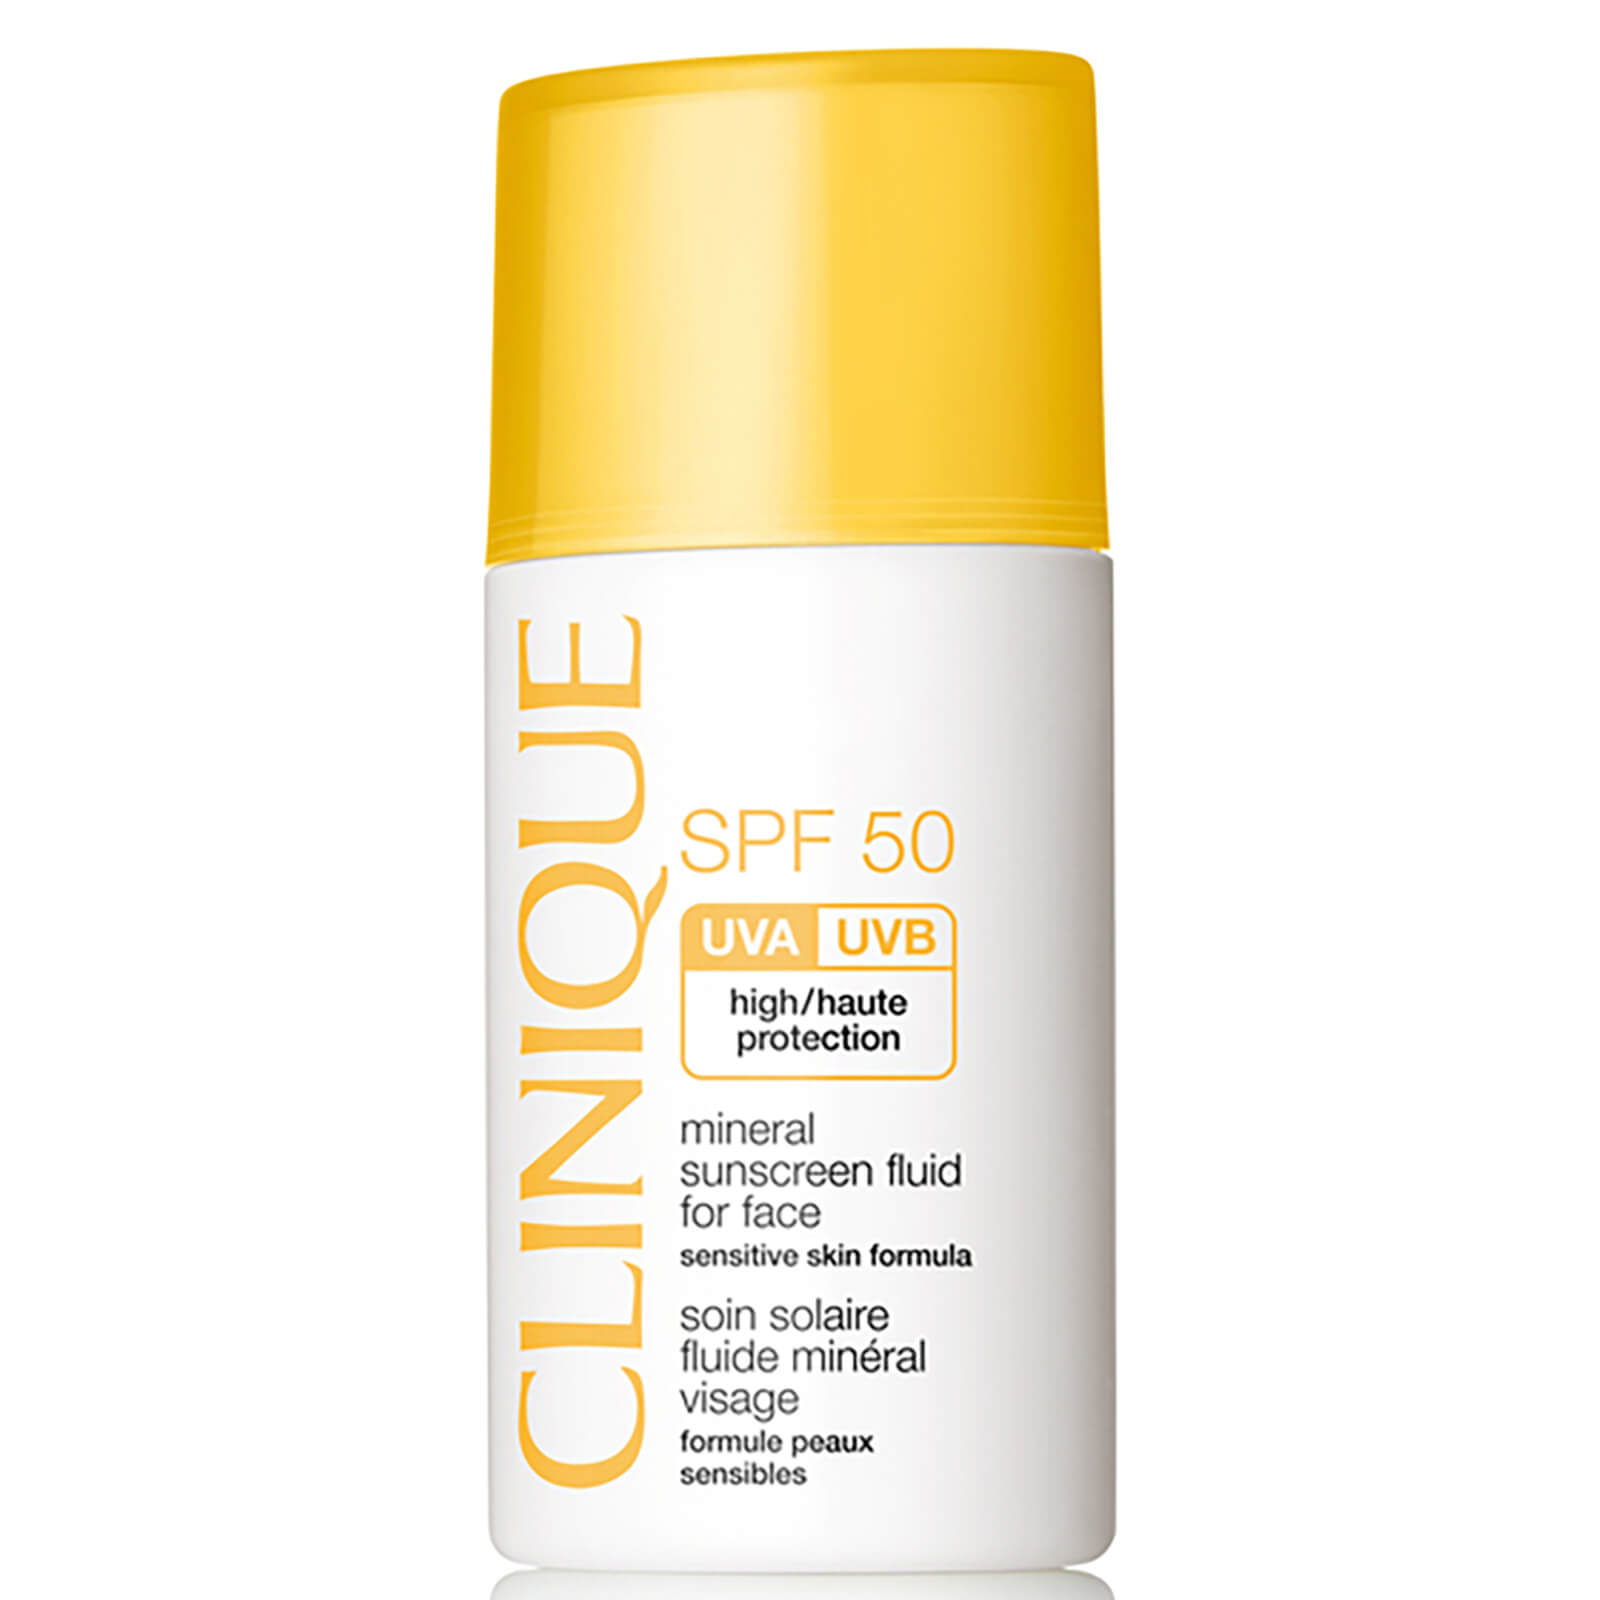 CLINIQUE
SPF 50
UVA UVB
high/haute
protection
mineral
sunscreen fluid
for face
sensitive skin formula
soin solaire
fluide minéral
visage
formule peaux
sensibles